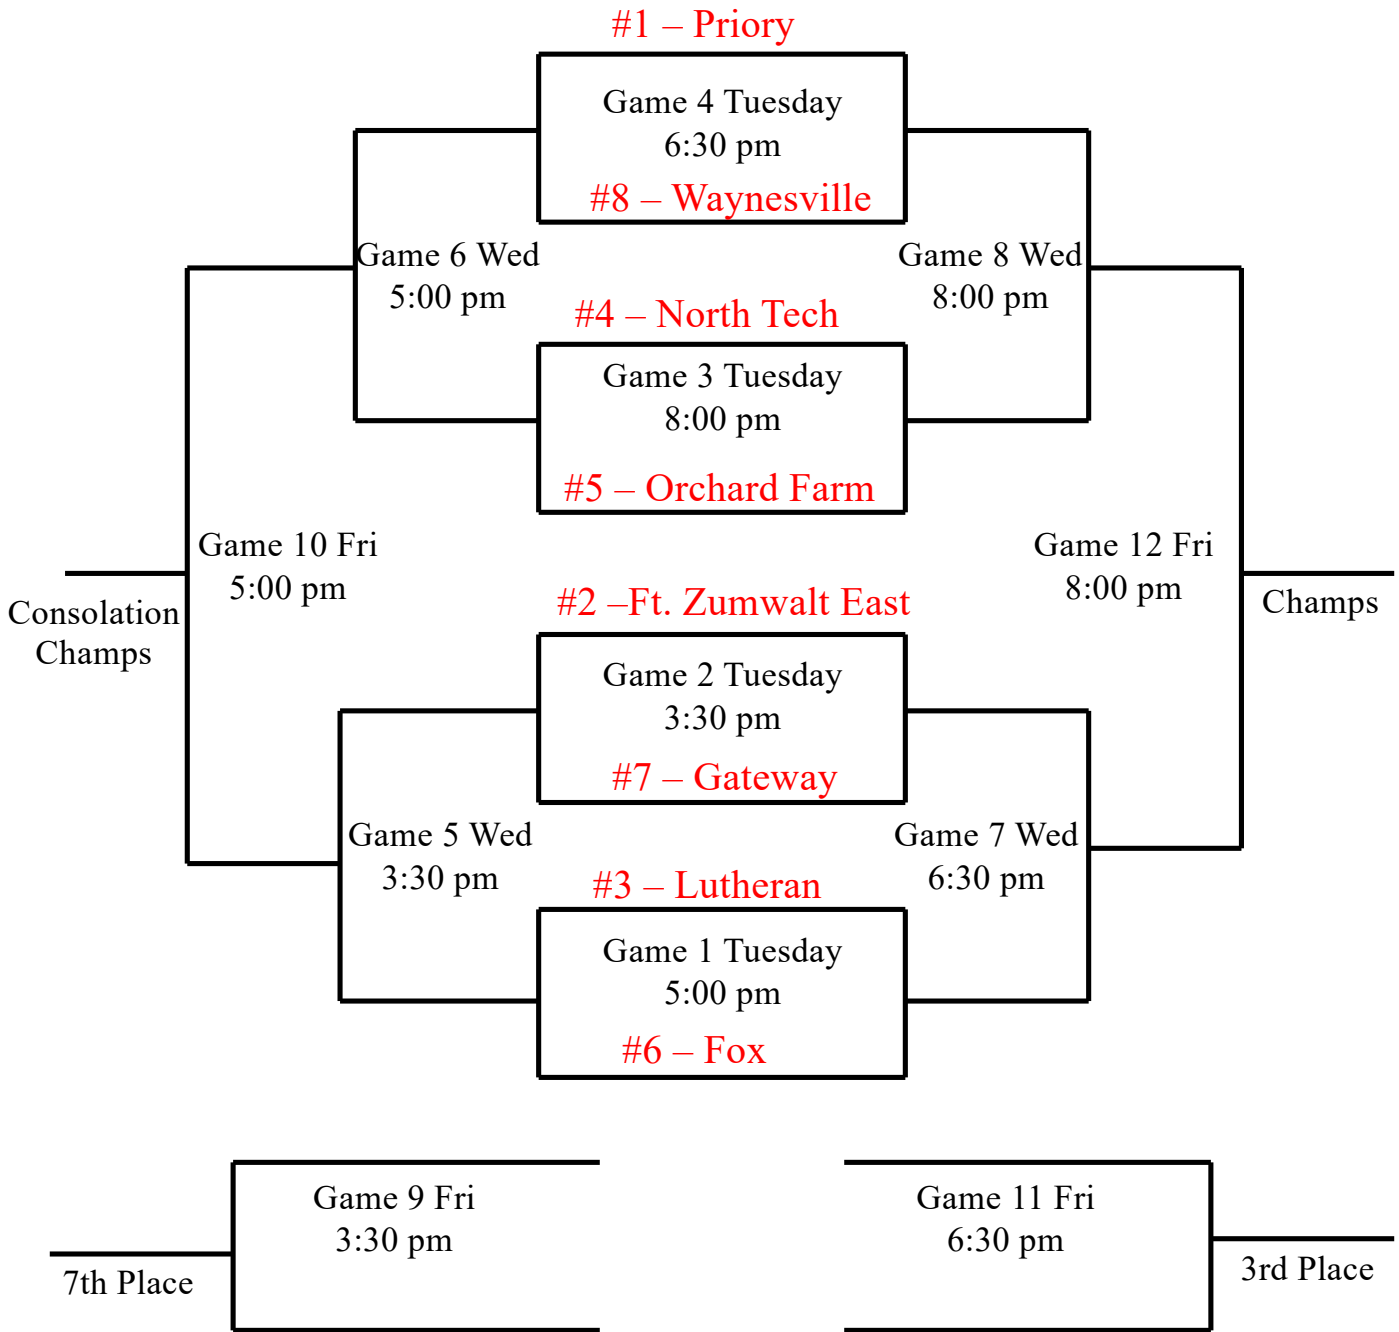 #1 – Priory
Game 4 Tuesday
6:30 pm
#8 – Waynesville
Game 6 Wed
5:00 pm
Game 8 Wed
8:00 pm
#4 – North Tech
Game 3 Tuesday
8:00 pm
#5 – Orchard Farm
Game 10 Fri
5:00 pm
Game 12 Fri
8:00 pm
Consolation
Champs
Champs
#2 –Ft. Zumwalt East
Game 2 Tuesday
3:30 pm
#7 – Gateway
Game 5 Wed
3:30 pm
Game 7 Wed
6:30 pm
#3 – Lutheran
Game 1 Tuesday
5:00 pm
#6 – Fox
Game 9 Fri
3:30 pm
7th Place
Game 11 Fri
6:30 pm
3rd Place